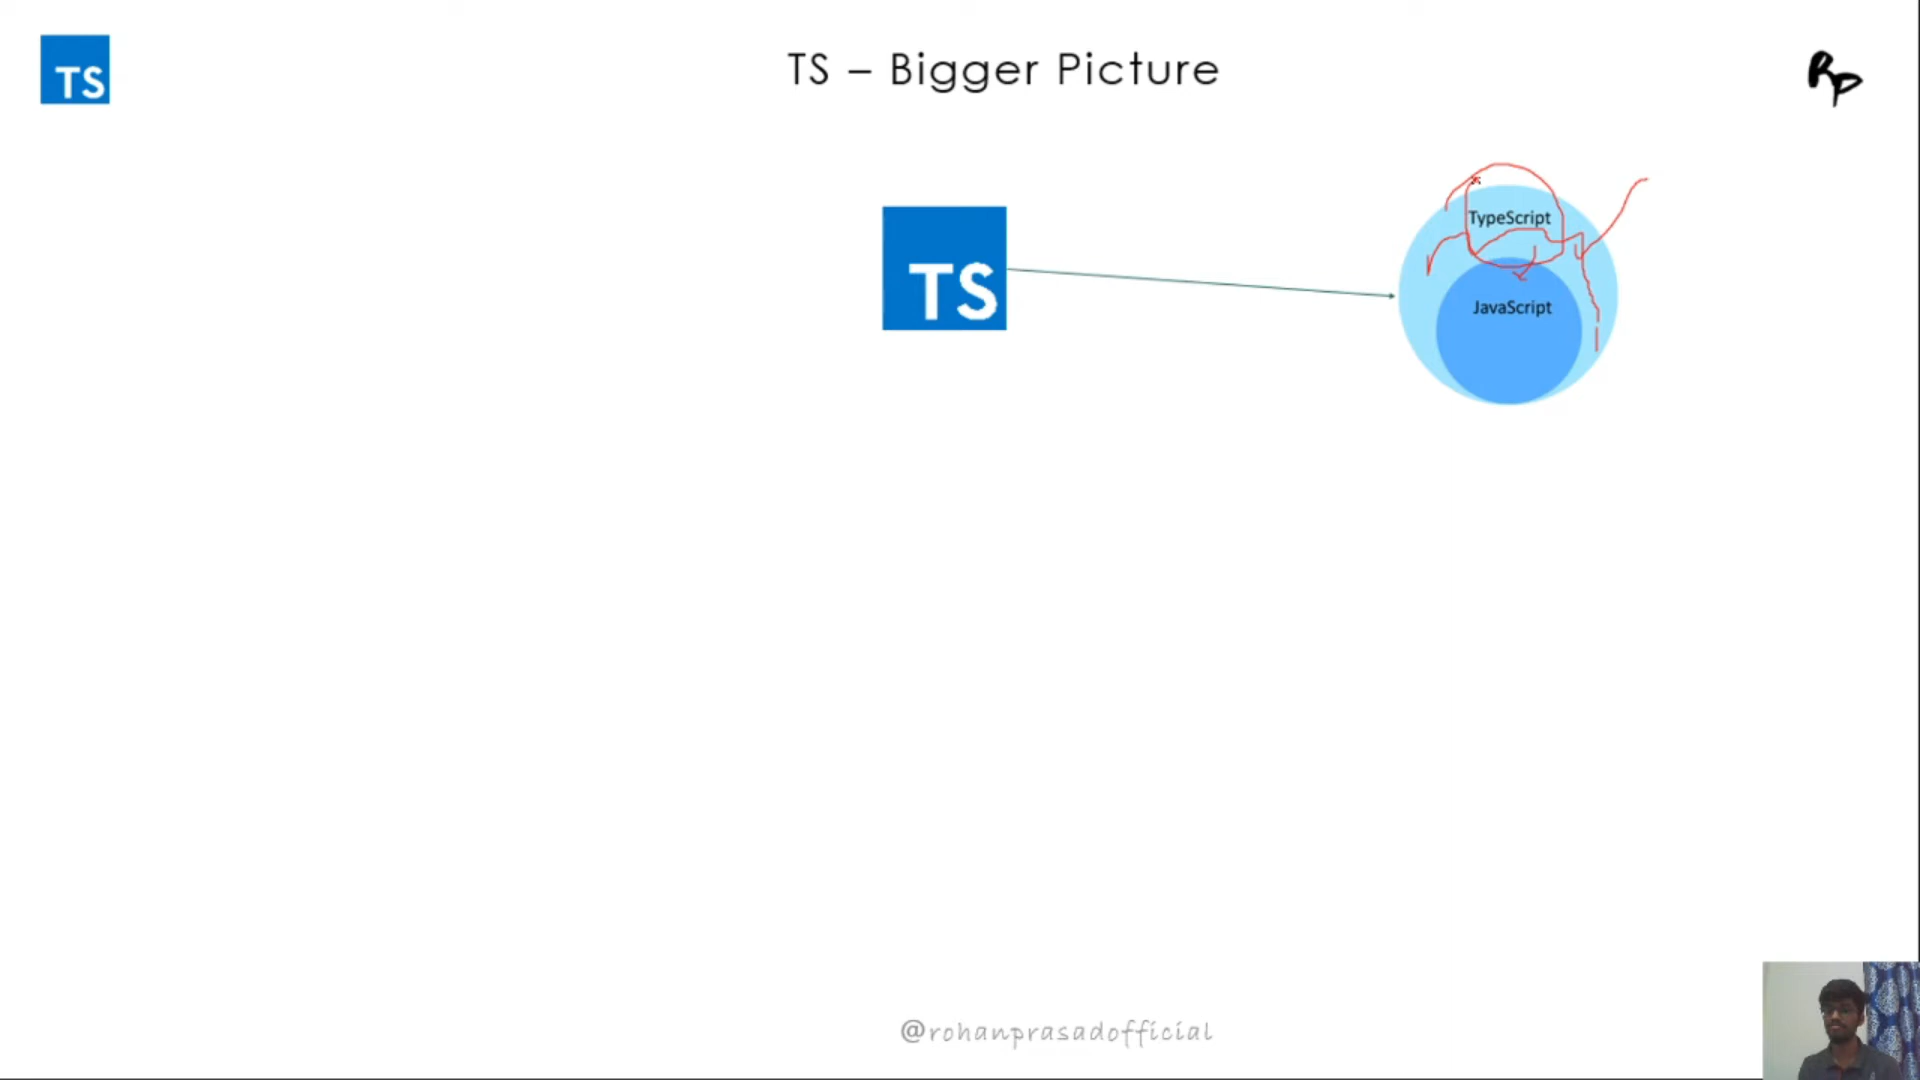 TS
TS – Bigger Picture
RP
TS
TypeScript
JavaScript
@rohanprasadofficial